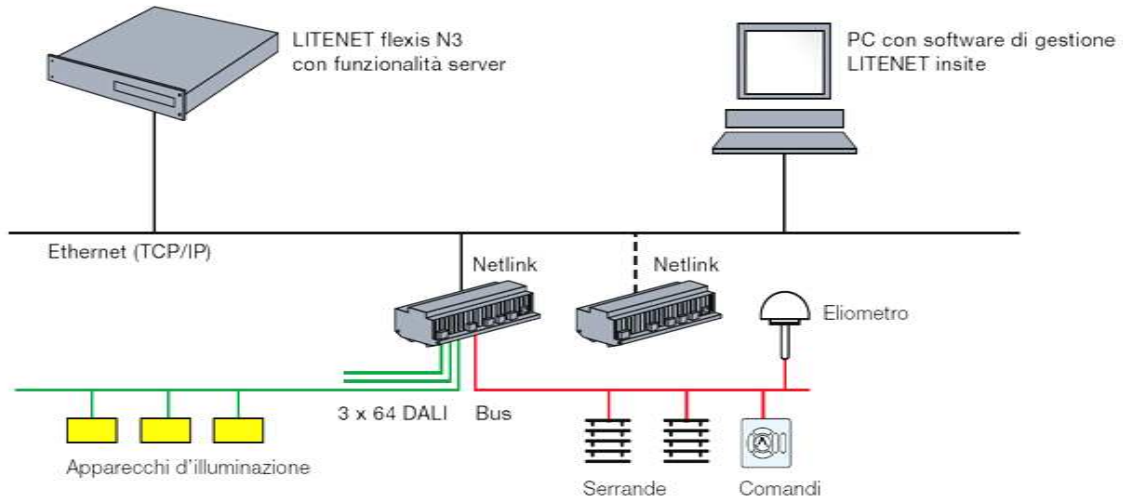 LITENET flexis N3
con funzionalità server
PC con software di gestione
LITENET insite
Ethernet (TCP/IP)
Netlink
Netlink
Eliometro
3 x 64 DALI
Bus
Apparecchi d'illuminazione
Serrande
Comandi